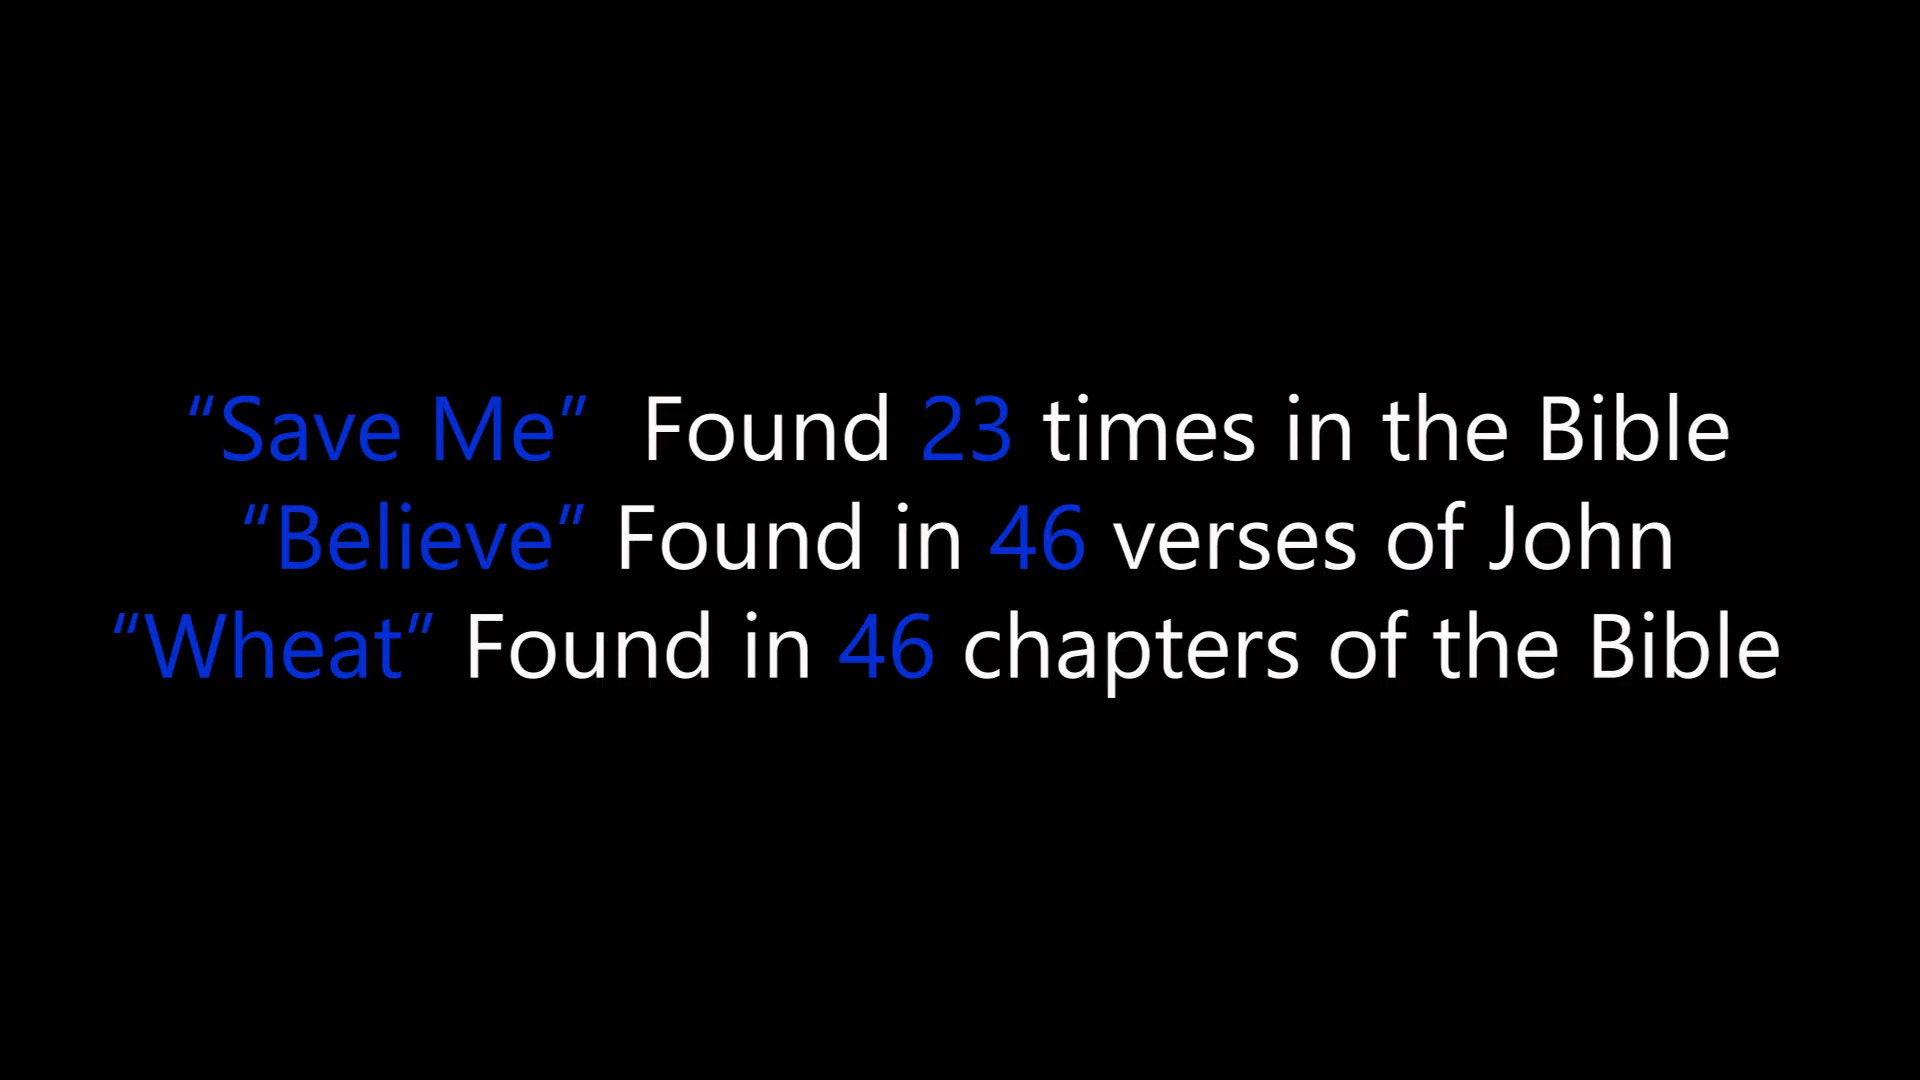 “Save Me”  Found 23 times in the Bible
“Believe” Found in 46 verses of John
“Wheat” Found in 46 chapters of the Bible